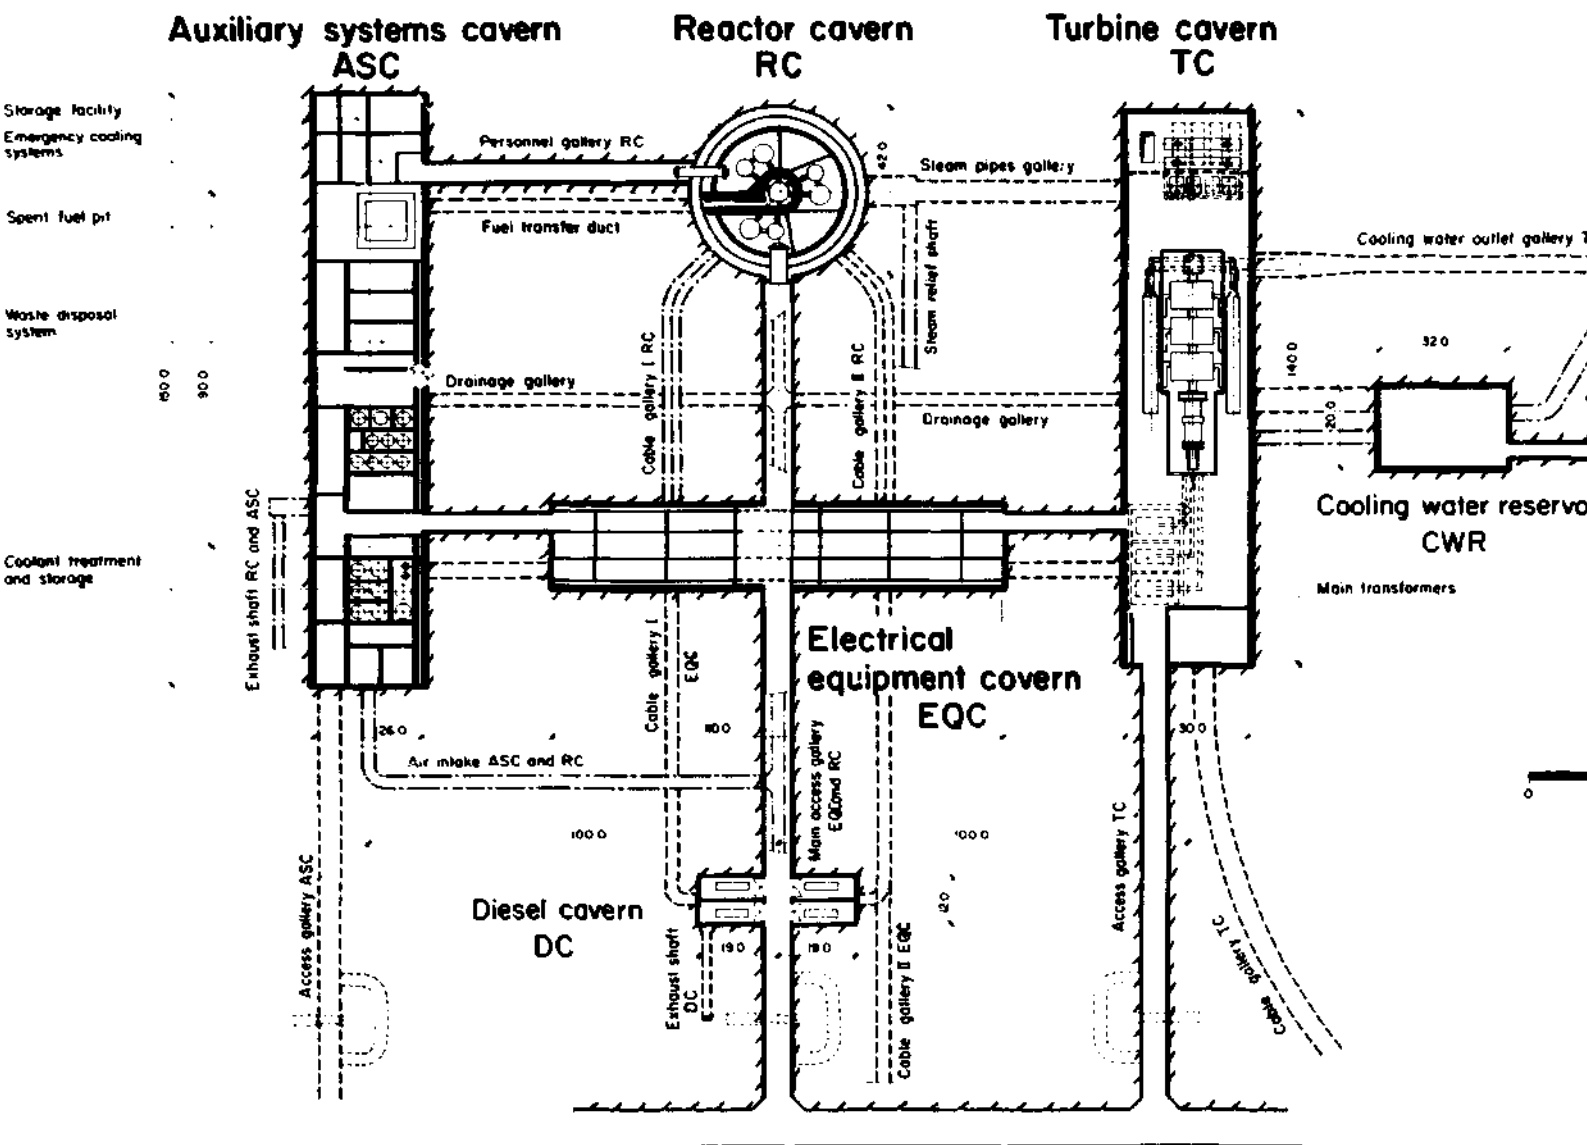 Auxiliary systems cavern
ASC
Reactor cavern
RC
Turbine cavern
TC
Storage facility
Emergency cooling
systems
Spent fuel pit
Waste disposal
system
Coolant treatment
and storage
150.0
90.0
Personnel gallery RC
Fuel transfer duct
42.0
Steam pipes gallery
Steam relief shaft
Cooling water outlet gallery T
Drainage gallery
Drainage gallery
Cable gallery I RC
Cable gallery II RC
140.0
32.0
20.0
Cooling water reservo
CWR
Main transformers
Exhaust shaft RC and ASC
Electrical
equipment cavern
EQC
Cable gallery I
EQC
26.0
110.0
30.0
Air intake ASC and RC
Main access gallery
EQC and RC
100.0
100.0
0
Access gallery ASC
Access gallery TC
Cable gallery TC
Diesel cavern
DC
12.0
19.0
19.0
Exhaust shaft
DC
Cable gallery II EQC